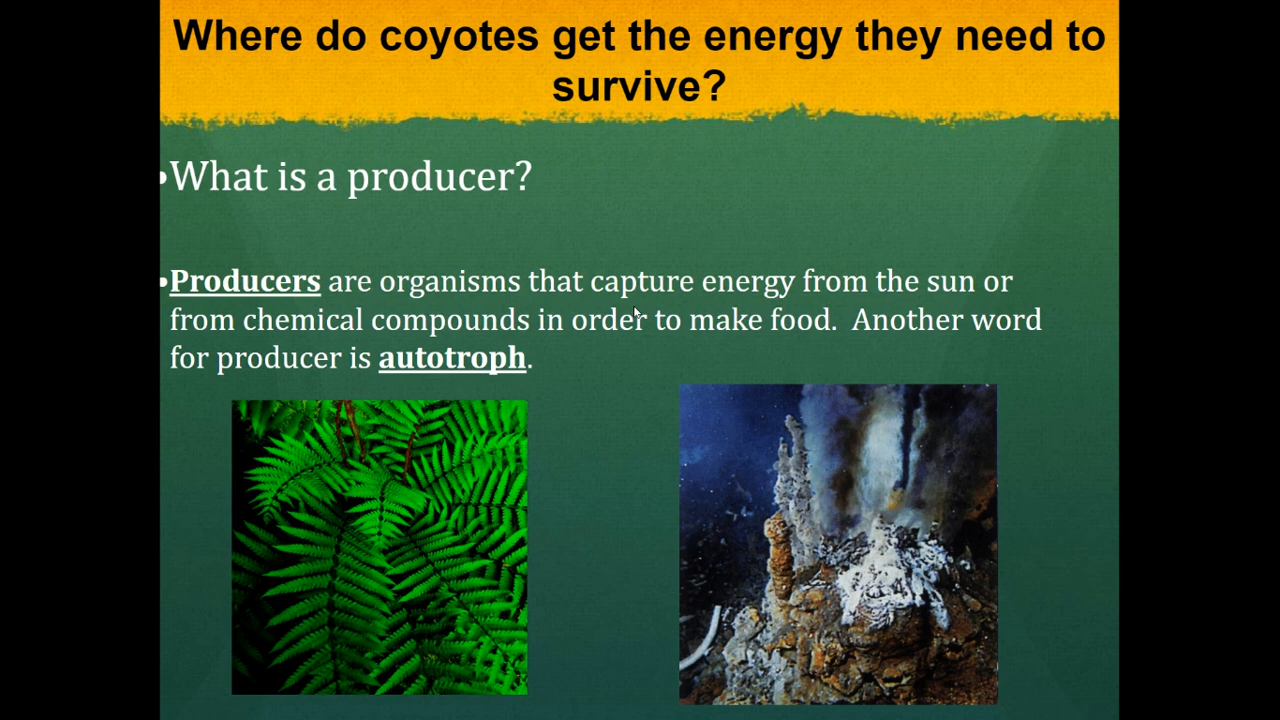 Where do coyotes get the energy they need to
survive?
•What is a producer?
•Producers are organisms that capture energy from the sun or
from chemical compounds in order to make food.  Another word
for producer is autotroph.